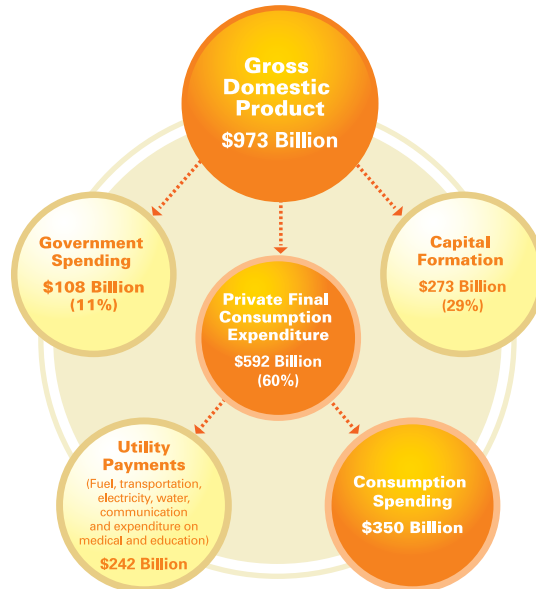 Gross
Domestic
Product
$973 Billion
Government
Spending
$108 Billion
(11%)
Capital
Formation
$273 Billion
(29%)
Private Final
Consumption
Expenditure
$592 Billion
(60%)
Utility
Payments
(Fuel, transportation,
electricity, water,
communication
and expenditure on
medical and education)
$242 Billion
Consumption
Spending
$350 Billion